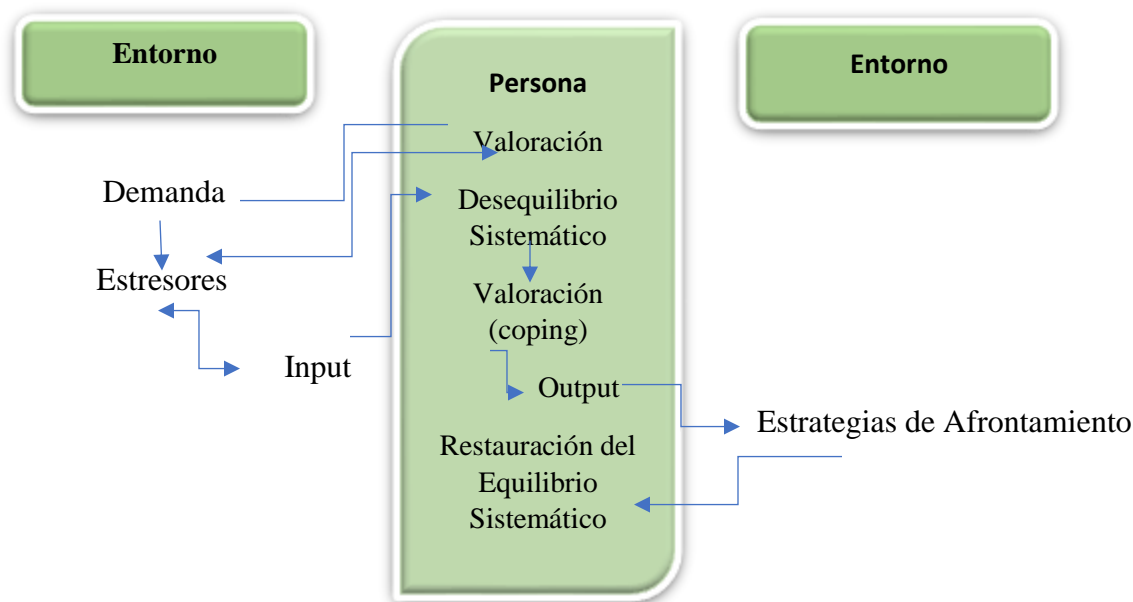 Entorno
Persona
Entorno
Valoración
Demanda
Desequilibrio
Sistemático
Estresores
Valoración
(coping)
Input
Output
Estrategias de Afrontamiento
Restauración del
Equilibrio
Sistemático